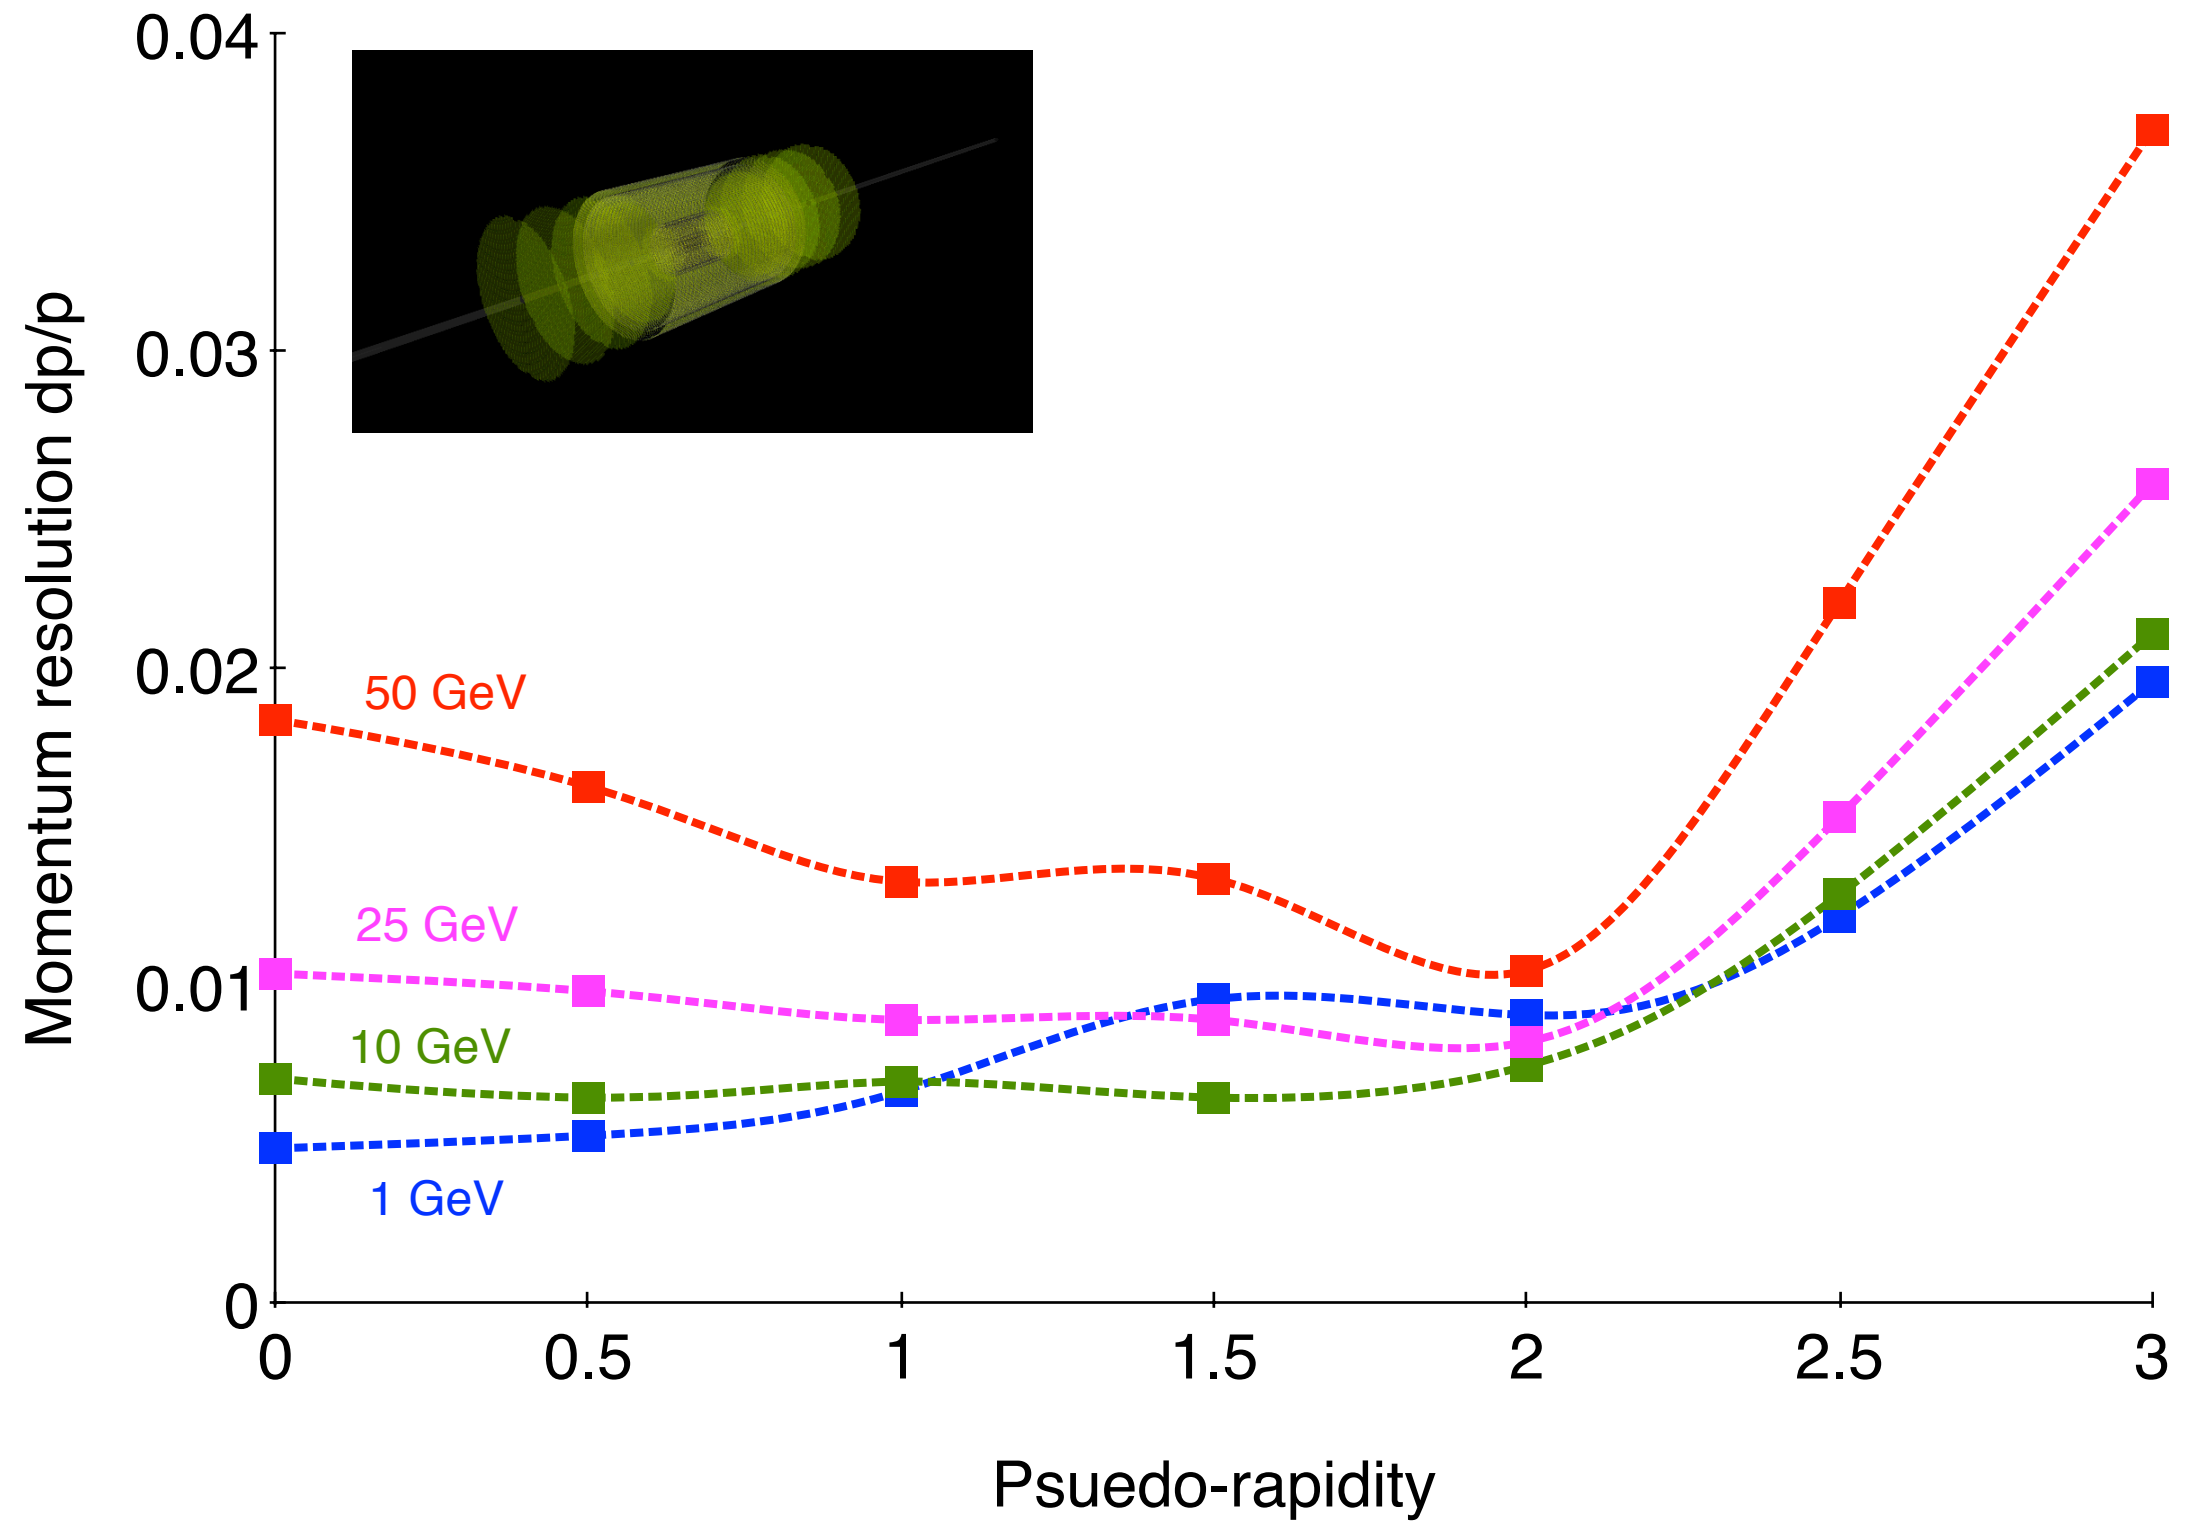 0.04
0.03
0.02
0.01
0
Momentum resolution dp/p
50 GeV
25 GeV
10 GeV
1 GeV
0 0.5 1 1.5 2 2.5 3
Psuedo-rapidity